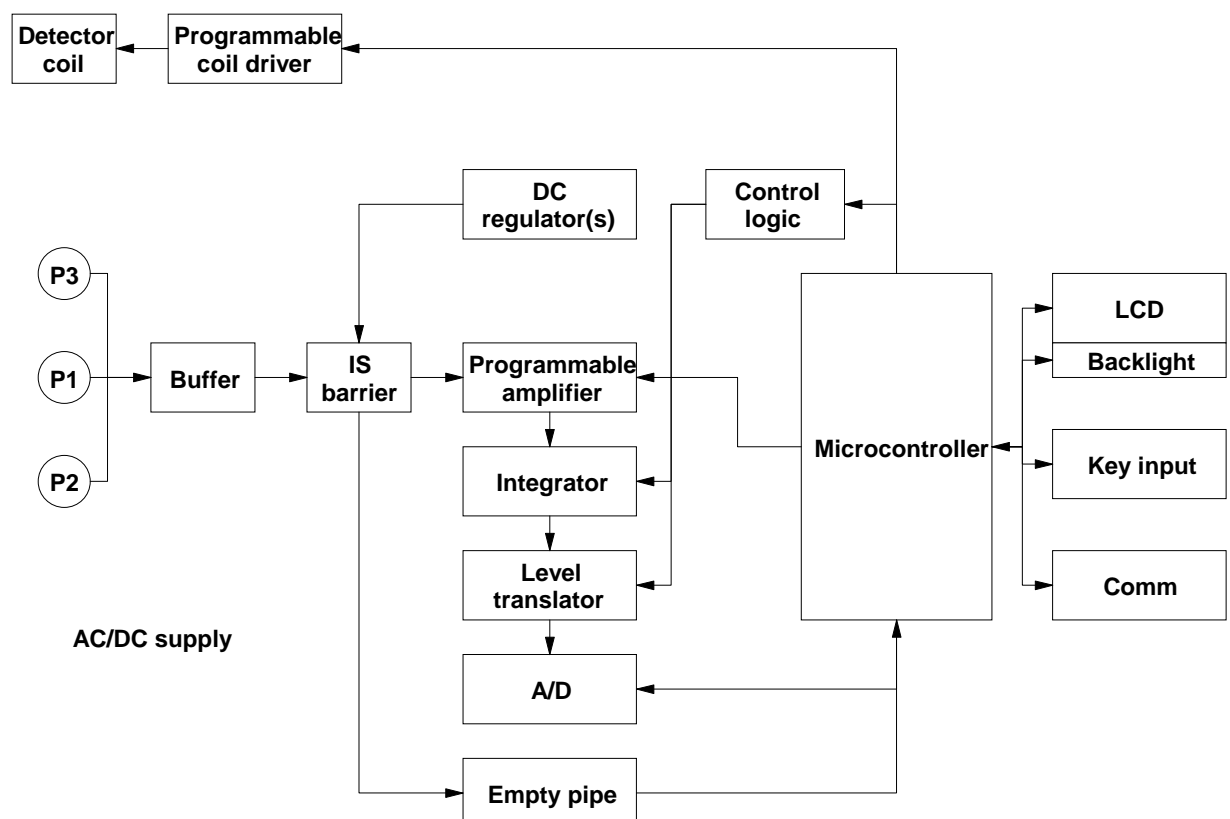 Detector
coil
Programmable
coil driver
DC
regulator(s)
Control
logic
P3
P1
P2
Buffer
IS
barrier
Programmable
amplifier
Integrator
Level
translator
A/D
Empty pipe
Microcontroller
LCD
Backlight
Key input
Comm
AC/DC supply